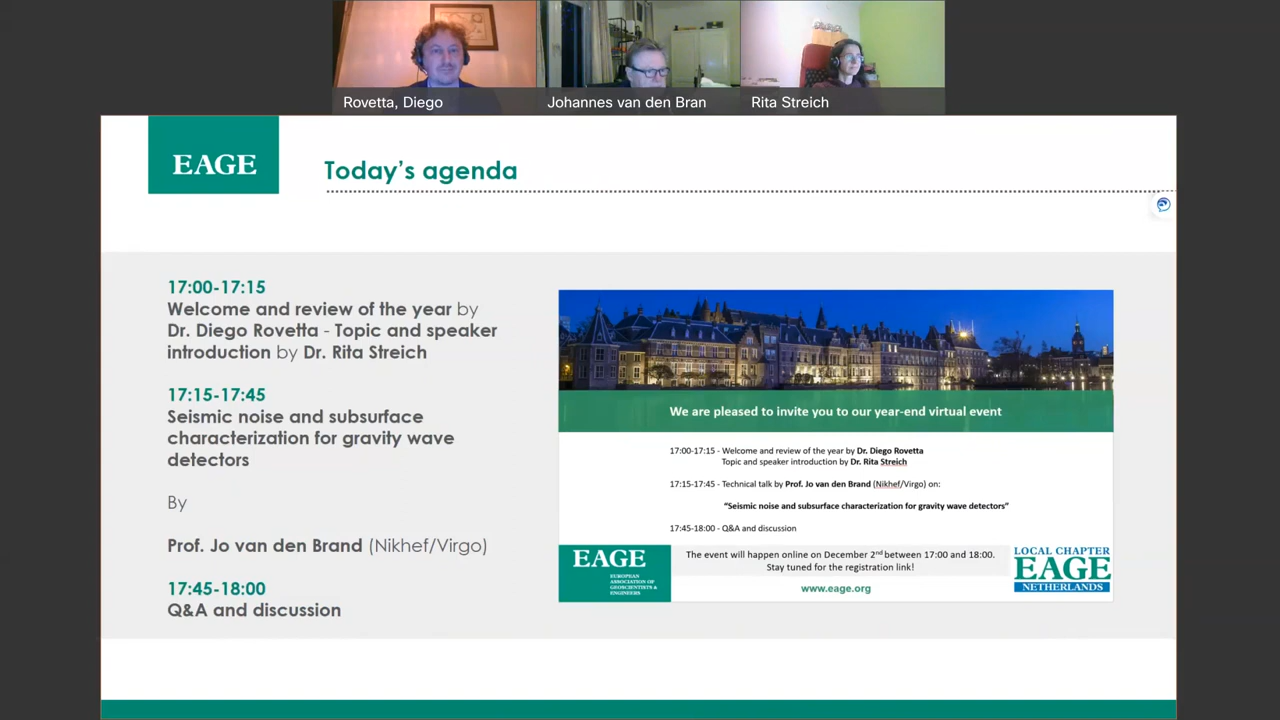 Rovetta, Diego
Johannes van den Bran
Rita Streich
EAGE
Today's agenda
17:00-17:15
Welcome and review of the year by
Dr. Diego Rovetta - Topic and speaker
introduction by Dr. Rita Streich
17:15-17:45
Seismic noise and subsurface
characterization for gravity wave
detectors
By
Prof. Jo van den Brand (Nikhef/Virgo)
17:45-18:00
Q&A and discussion
We are pleased to invite you to our year-end virtual event
17:00-17:15 - Welcome and review of the year by Dr. Diego Rovetta
Topic and speaker introduction by Dr. Rita Streich
17:15-17:45 - Technical talk by Prof. Jo van den Brand (Nikhef/Virgo) on:
"Seismic noise and subsurface characterization for gravity wave detectors"
17:45-18:00 - Q&A and discussion
EAGE
EUROPEAN
ASSOCIATION OF
GEOSCIENTISTS &
ENGINEERS
The event will happen online on December 2nd between 17:00 and 18:00.
Stay tuned for the registration link!
www.eage.org
LOCAL CHAPTER
EAGE
NETHERLANDS